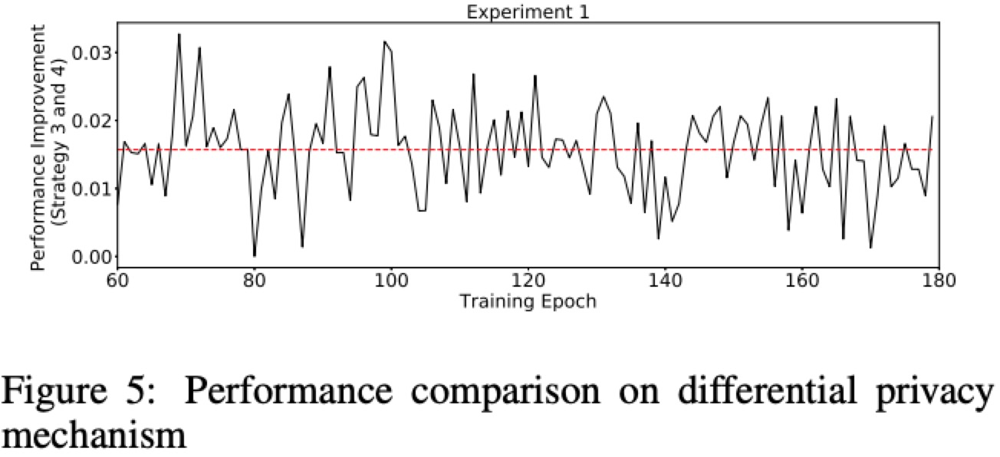 Experiment 1
Performance Improvement
(Strategy 3 and 4)
0.03
0.02
0.01
0.00
60 80 100 120 140 160 180
Training Epoch
Figure 5: Performance comparison on differential privacy
mechanism